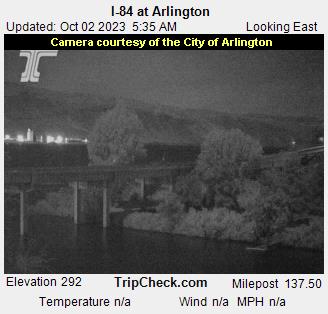 I-84 at Arlington
Updated: Oct 02 2023 5:35 AM Looking East
Camera courtesy of the City of Arlington
Elevation 292 TripCheck.com Milepost 137.50
Temperature n/a Wind n/a MPH n/a